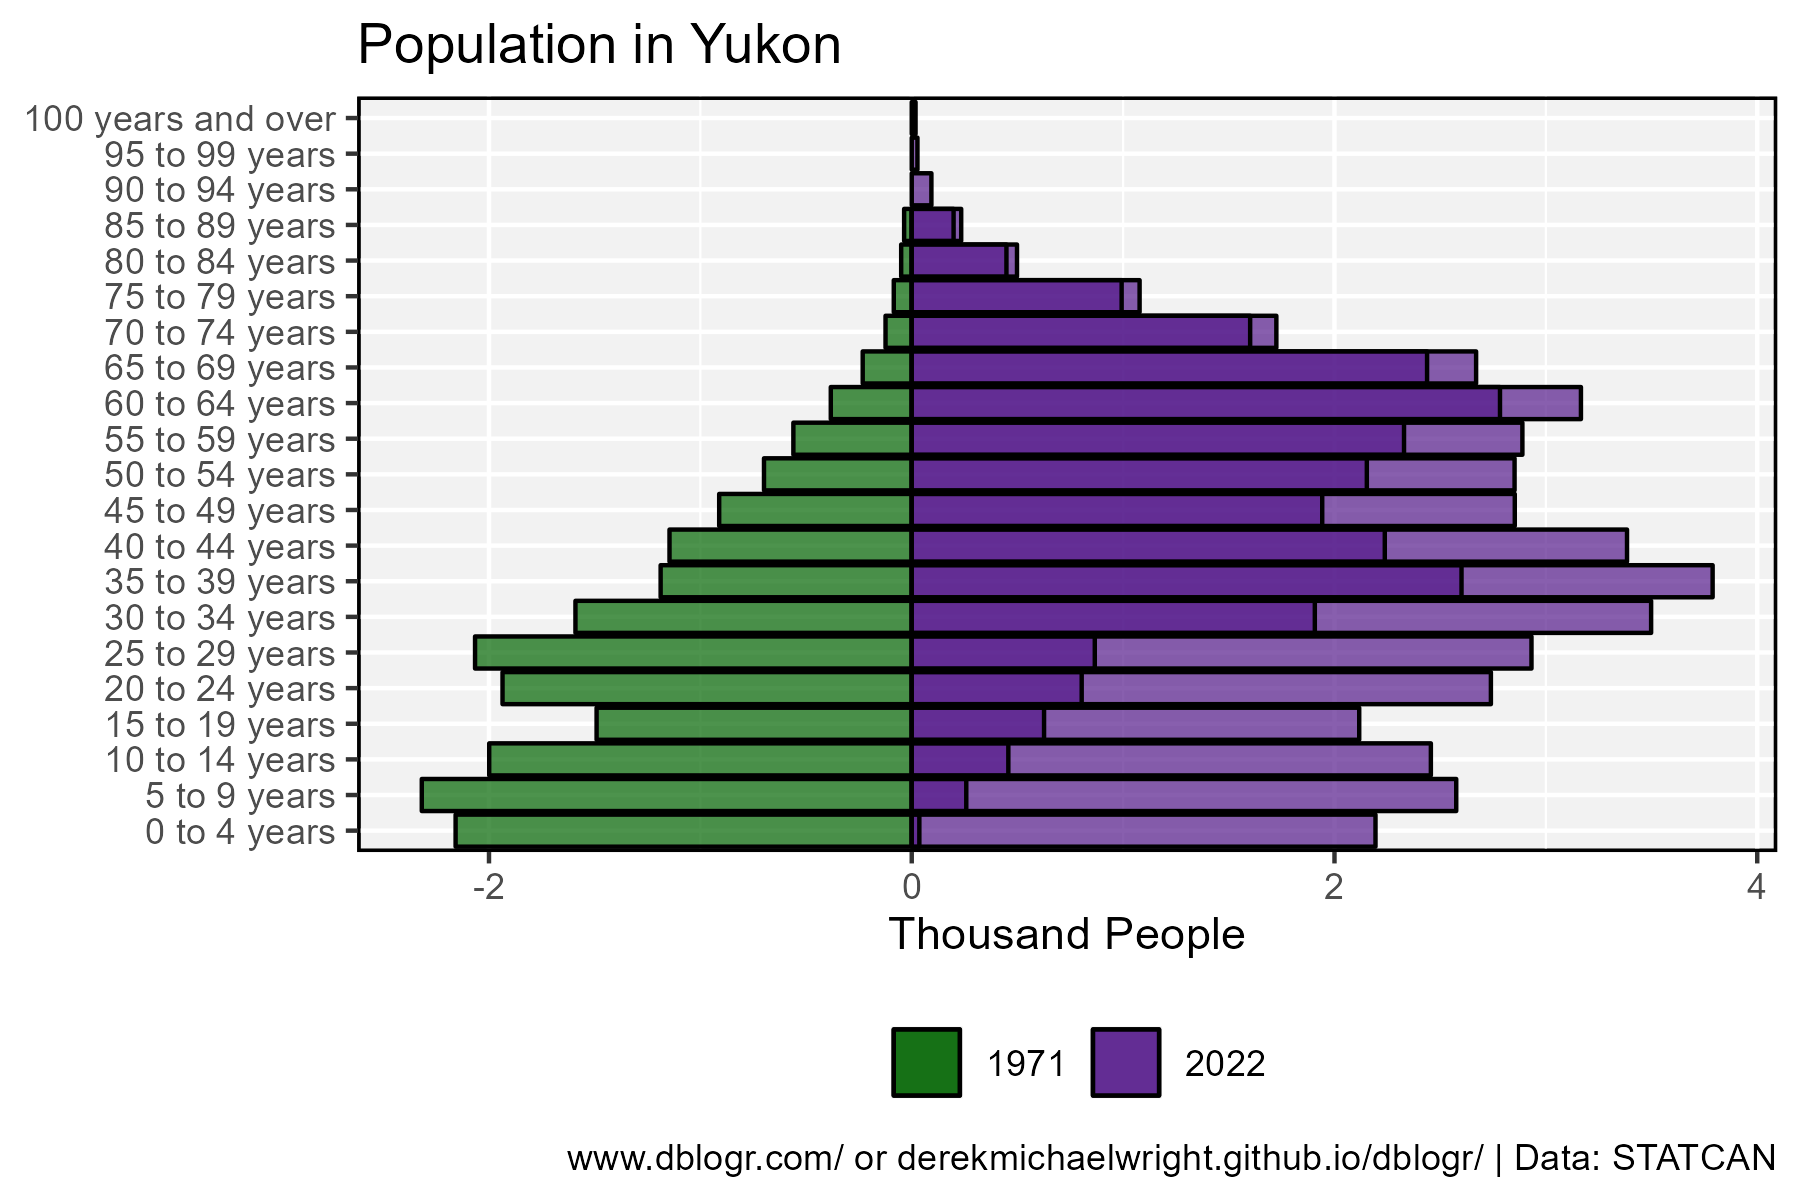 Population in Yukon
100 years and over
95 to 99 years
90 to 94 years
85 to 89 years
80 to 84 years
75 to 79 years
70 to 74 years
65 to 69 years
60 to 64 years
55 to 59 years
50 to 54 years
45 to 49 years
40 to 44 years
35 to 39 years
30 to 34 years
25 to 29 years
20 to 24 years
15 to 19 years
10 to 14 years
5 to 9 years
0 to 4 years
-2 0 2 4
Thousand People
1971 2022
www.dblogr.com/ or derekmichaelwright.github.io/dblogr/ | Data: STATCAN